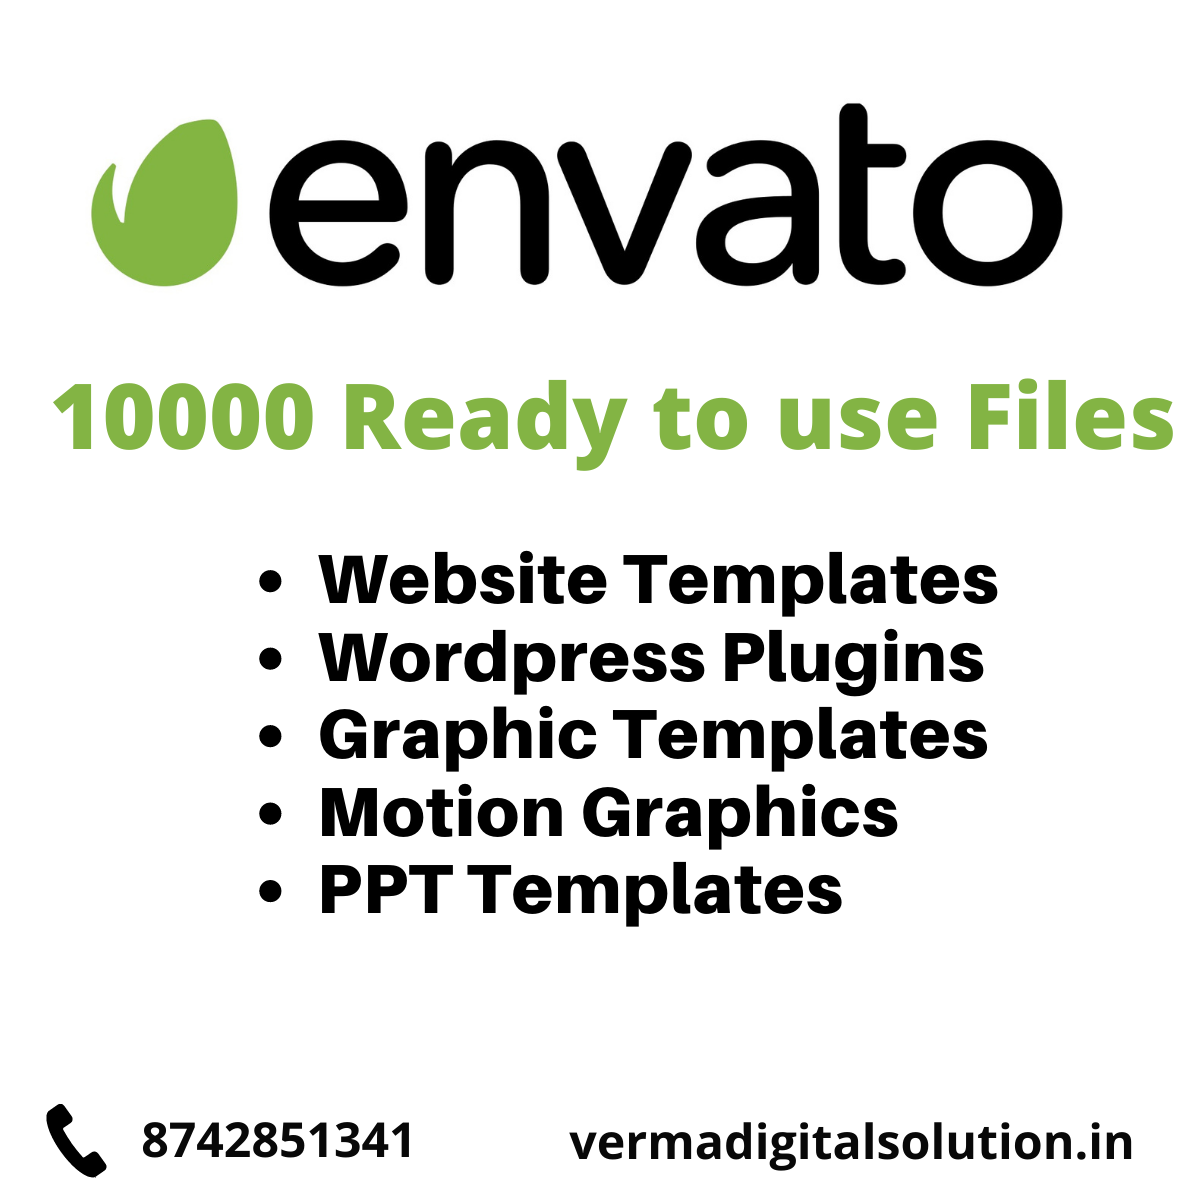 envato
10000 Ready to use Files
• Website Templates
• Wordpress Plugins
• Graphic Templates
• Motion Graphics
• PPT Templates
8742851341
vermadigitalsolution.in